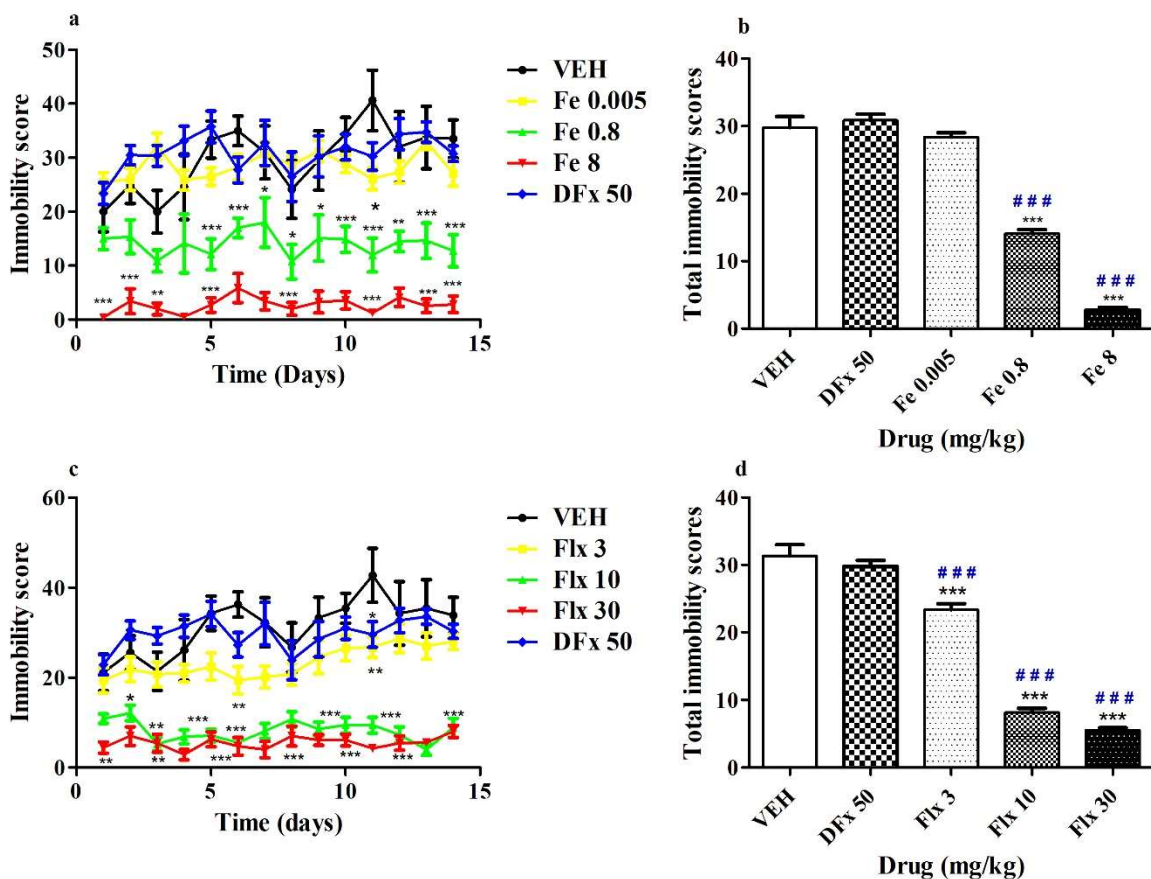 a
Immobility score
50
40
30
20
10
0
*
***
*
*
***
***
***
*
***
**
***
***
***
***
**
***
***
***
***
***
0
5
10
15
Time (Days)
VEH
Fe 0.005
Fe 0.8
Fe 8
DFx 50
b
Total immobility scores
40
30
20
10
0
# # #
***
# # #
***
VEH
DFx 50
Fe 0.005
Fe 0.8
Fe 8
Drug (mg/kg)
c
Immobility score
60
40
20
0
*
**
*
**
**
***
***
***
***
***
**
**
***
***
***
***
0
5
10
15
Time (days)
VEH
Flx 3
Flx 10
Flx 30
DFx 50
d
Total immobility scores
40
30
20
10
0
# # #
***
# # #
***
# # #
***
VEH
DFx 50
Flx 3
Flx 10
Flx 30
Drug (mg/kg)